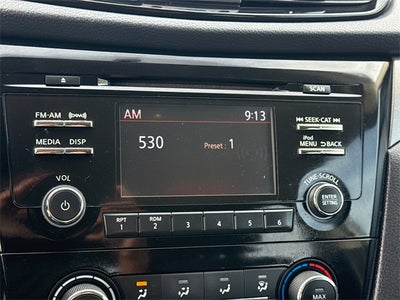 SCAN
FM·AM ((SXM))
SEEK·CAT
MEDIA DISP
iPod
MENU BACK
AM 9:13
530 Preset : 1
VOL
TUNE·SCROLL
ENTER
SETTING
RPT RDM
1 2 3 4 5 6
MAX